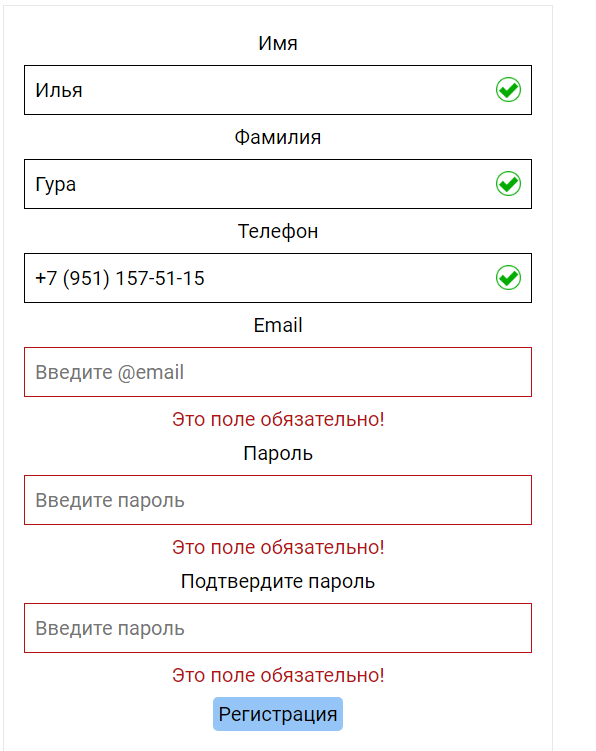 Имя
Илья
Фамилия
Гура
Телефон
+7 (951) 157-51-15
Email
Введите @email
Это поле обязательно!
Пароль
Введите пароль
Это поле обязательно!
Подтвердите пароль
Введите пароль
Это поле обязательно!
Регистрация